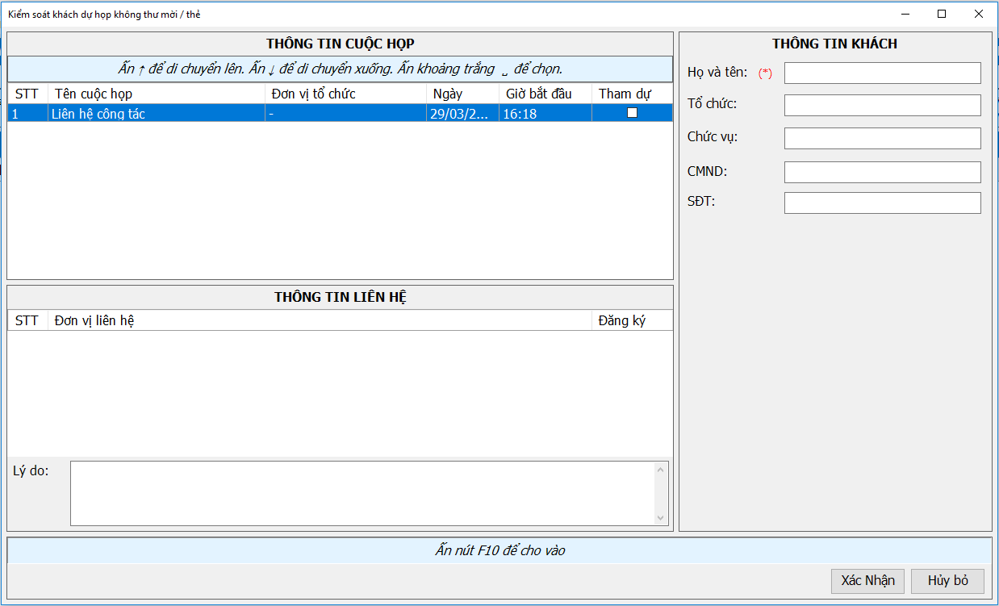 Kiểm soát khách dự họp không thư mời / thẻ
THÔNG TIN CUỘC HỌP
Ấn ↑ để di chuyển lên. Ấn ↓ để di chuyển xuống. Ấn khoảng trắng ⎵ để chọn.
STT Tên cuộc họp Đơn vị tổ chức Ngày Giờ bắt đầu Tham dự
1 Liên hệ công tác - 29/03/2... 16:18
THÔNG TIN LIÊN HỆ
STT Đơn vị liên hệ Đăng ký
Lý do:
THÔNG TIN KHÁCH
Họ và tên: (*)
Tổ chức:
Chức vụ:
CMND:
SĐT:
Ấn nút F10 để cho vào
Xác Nhận Hủy bỏ